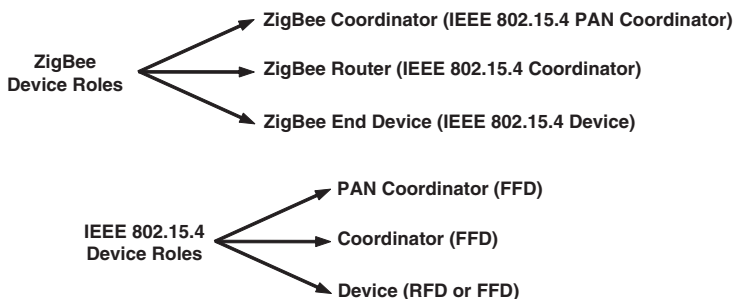 ZigBee
Device Roles
ZigBee Coordinator (IEEE 802.15.4 PAN Coordinator)
ZigBee Router (IEEE 802.15.4 Coordinator)
ZigBee End Device (IEEE 802.15.4 Device)
IEEE 802.15.4
Device Roles
PAN Coordinator (FFD)
Coordinator (FFD)
Device (RFD or FFD)